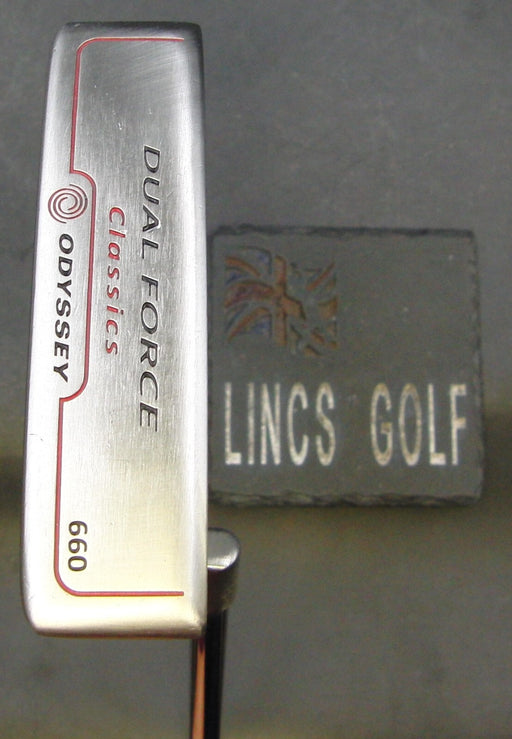 DUAL FORCE
Classics
ODYSSEY
660
LINCS GOLF